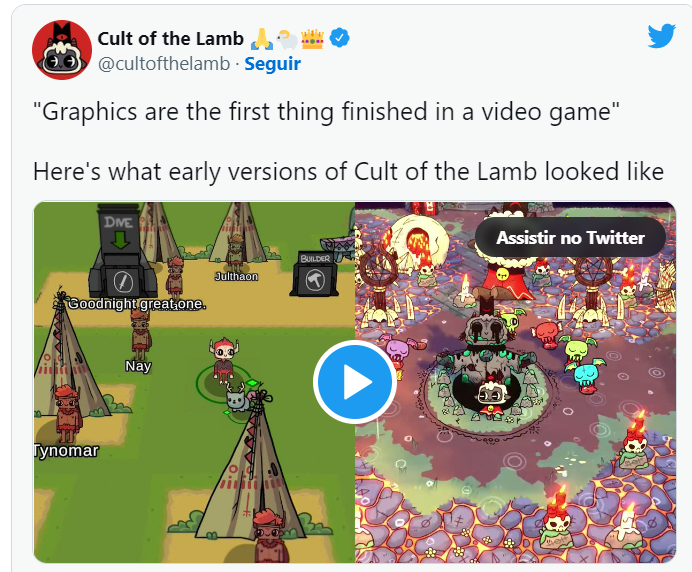 Cult of the Lamb 🙏🐑👑
@cultofthelamb · Seguir
"Graphics are the first thing finished in a video game"
Here's what early versions of Cult of the Lamb looked like
Assistir no Twitter
DIVE
BUILDER
Julthaon
Goodnight great one.
Nay
Tynomar